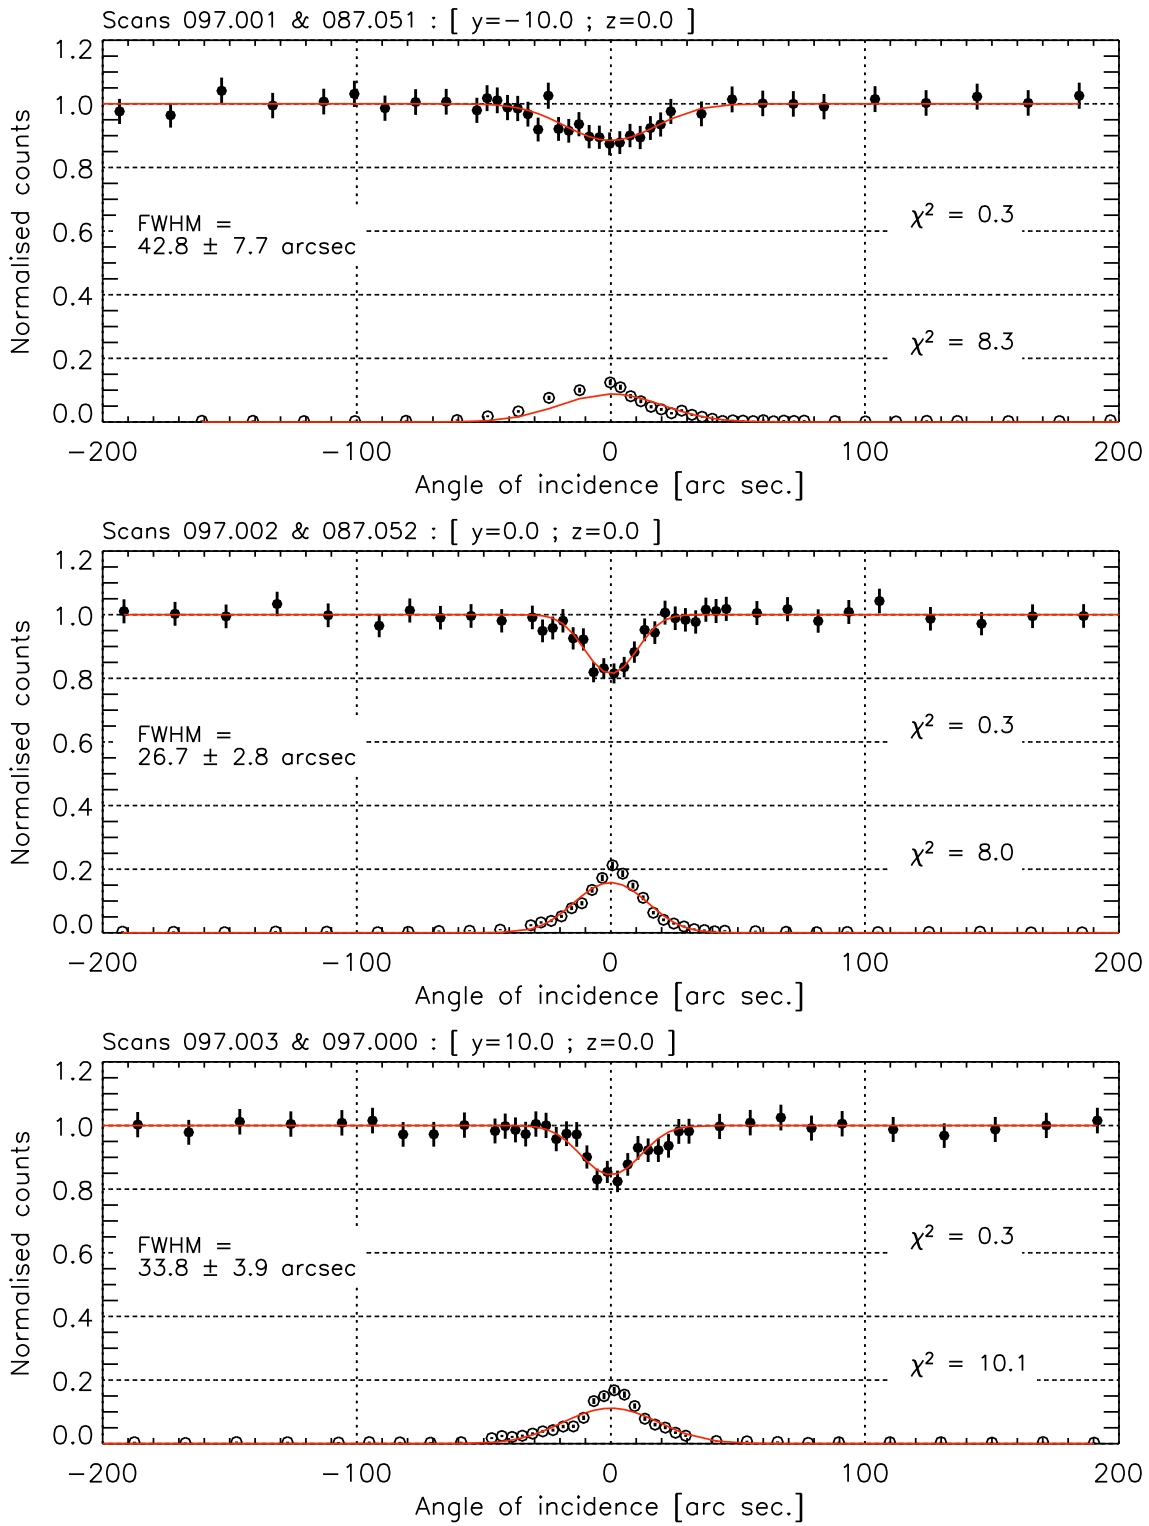 Scans 097.001 & 087.051 : [ y=−10.0 ; z=0.0 ]
1.2
1.0
0.8
0.6
0.4
0.2
0.0
Normalised counts
FWHM =
42.8 ± 7.7 arcsec
χ² = 0.3
χ² = 8.3
−200 −100 0 100 200
Angle of incidence [arc sec.]
Scans 097.002 & 087.052 : [ y=0.0 ; z=0.0 ]
1.2
1.0
0.8
0.6
0.4
0.2
0.0
Normalised counts
FWHM =
26.7 ± 2.8 arcsec
χ² = 0.3
χ² = 8.0
−200 −100 0 100 200
Angle of incidence [arc sec.]
Scans 097.003 & 097.000 : [ y=10.0 ; z=0.0 ]
1.2
1.0
0.8
0.6
0.4
0.2
0.0
Normalised counts
FWHM =
33.8 ± 3.9 arcsec
χ² = 0.3
χ² = 10.1
−200 −100 0 100 200
Angle of incidence [arc sec.]